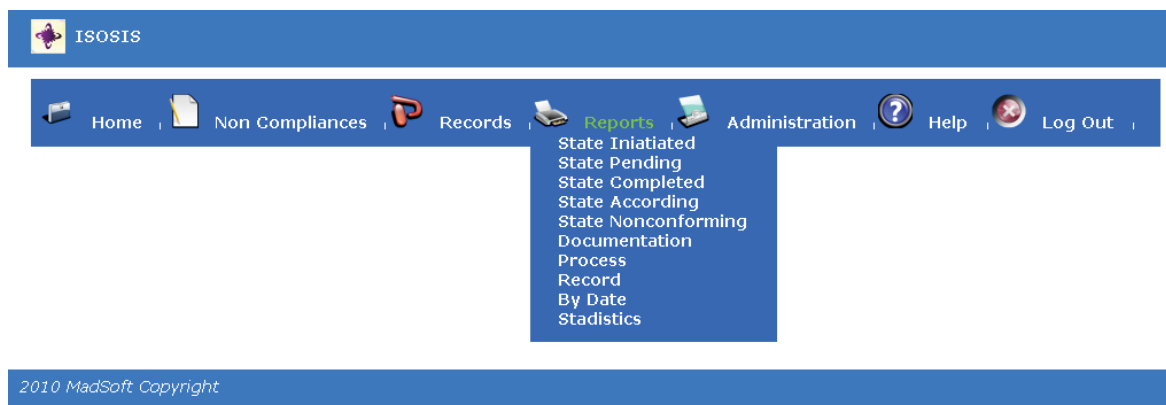 ISOSIS
Home Non Compliances Records Reports Administration Help Log Out
State Iniatiated
State Pending
State Completed
State According
State Nonconforming
Documentation
Process
Record
By Date
Stadistics
2010 MadSoft Copyright